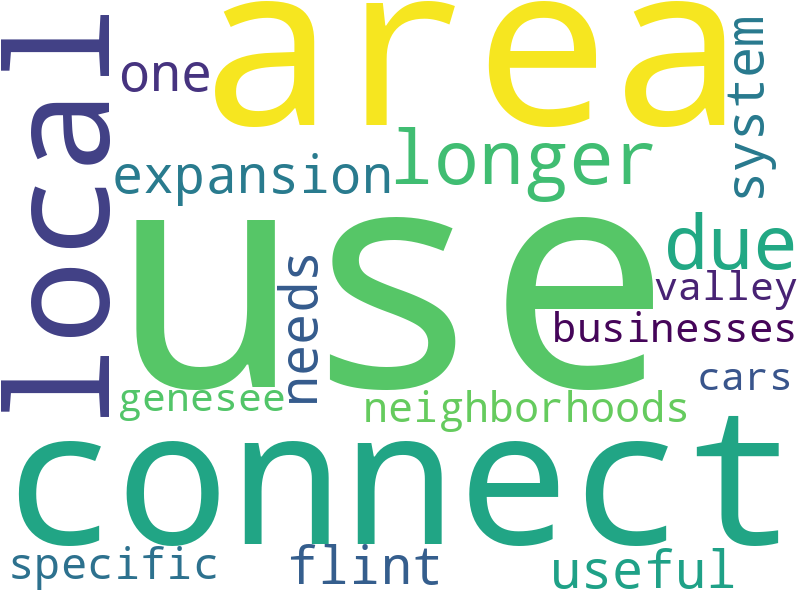 area
local
one
system
longer
expansion
use
due
needs
valley
businesses
cars
genesee
neighborhoods
connect
specific
flint
useful